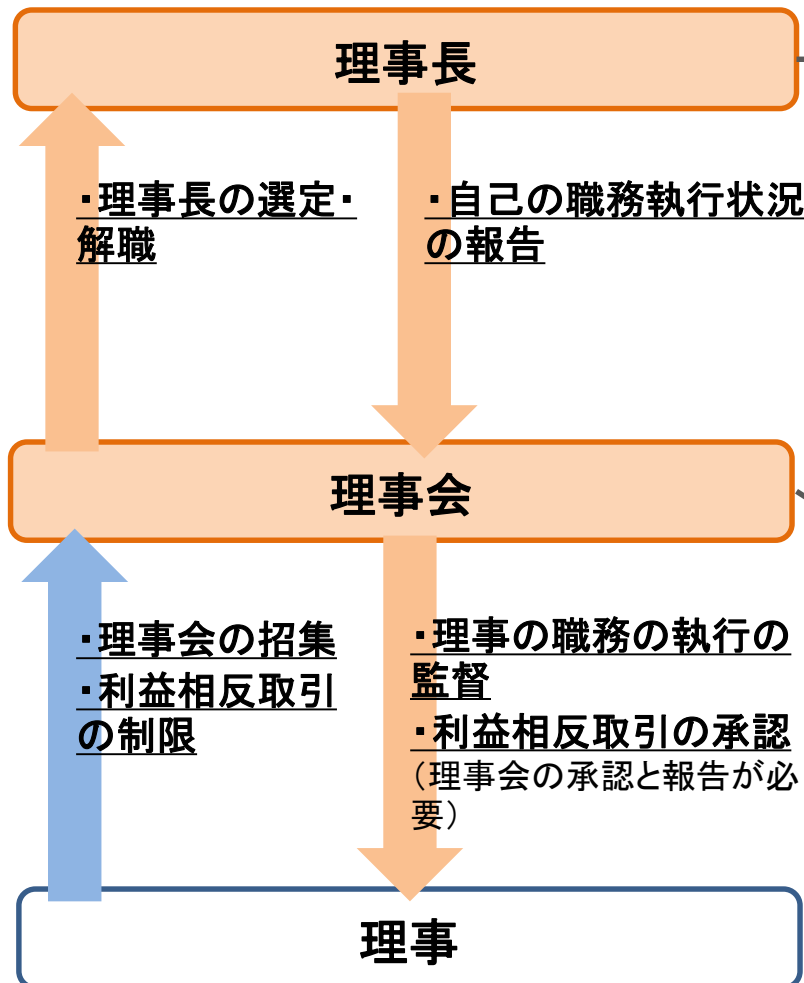 理事長
・理事長の選定・
解職
・自己の職務執行状況
の報告
理事会
・理事会の招集
・利益相反取引
の制限
・理事の職務の執行の
監督
・利益相反取引の承認
（理事会の承認と報告が必
要）
理事